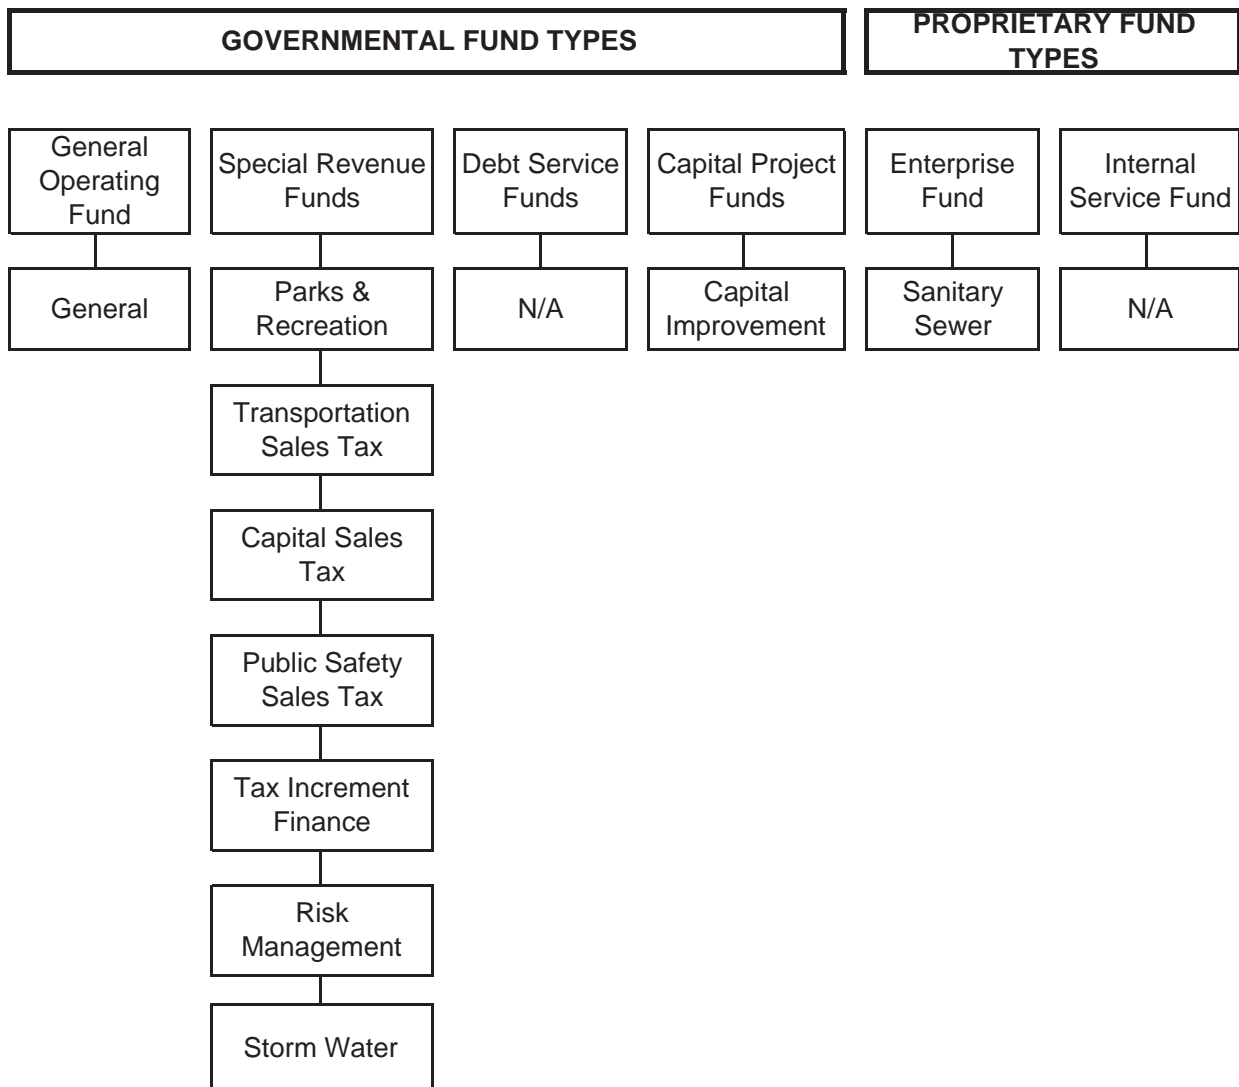 GOVERNMENTAL FUND TYPES
PROPRIETARY FUND
TYPES
General
Operating
Fund
Special Revenue
Funds
Debt Service
Funds
Capital Project
Funds
Enterprise
Fund
Internal
Service Fund
General
Parks &
Recreation
N/A
Capital
Improvement
Sanitary
Sewer
N/A
Transportation
Sales Tax
Capital Sales
Tax
Public Safety
Sales Tax
Tax Increment
Finance
Risk
Management
Storm Water